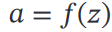 a = f(z)